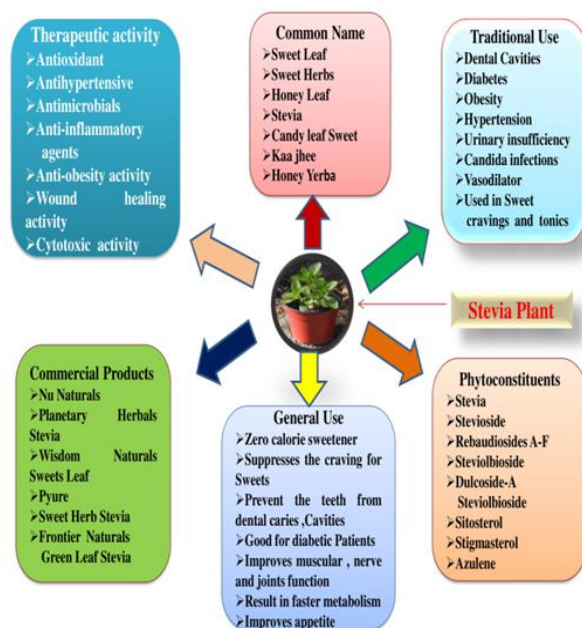 Therapeutic activity
➢Antioxidant
➢Antihypertensive
➢Antimicrobials
➢Anti-inflammatory
agents
➢Anti-obesity activity
➢Wound healing
activity
➢Cytotoxic activity
Common Name
➢Sweet Leaf
➢Sweet Herbs
➢Honey Leaf
➢Stevia
➢Candy leaf Sweet
➢Kaa jhee
➢Honey Yerba
Traditional Use
➢Dental Cavities
➢Diabetes
➢Obesity
➢Hypertension
➢Urinary insufficiency
➢Candida infections
➢Vasodilator
➢Used in Sweet
cravings and tonics
Stevia Plant
Commercial Products
➢Nu Naturals
➢Planetary Herbals
Stevia
➢Wisdom Naturals
Sweets Leaf
➢Pyure
➢Sweet Herb Stevia
➢Frontier Naturals
Green Leaf Stevia
General Use
➢Zero calorie sweetener
➢Suppresses the craving for
Sweets
➢Prevent the teeth from
dental caries ,Cavities
➢Good for diabetic Patients
➢Improves muscular , nerve
and joints function
➢Result in faster metabolism
➢Improves appetite
Phytoconstituents
➢Stevia
➢Stevioside
➢Rebaudiosides A-F
➢Steviolbioside
➢Dulcoside-A
Steviolbioside
➢Sitosterol
➢Stigmasterol
➢Azulene